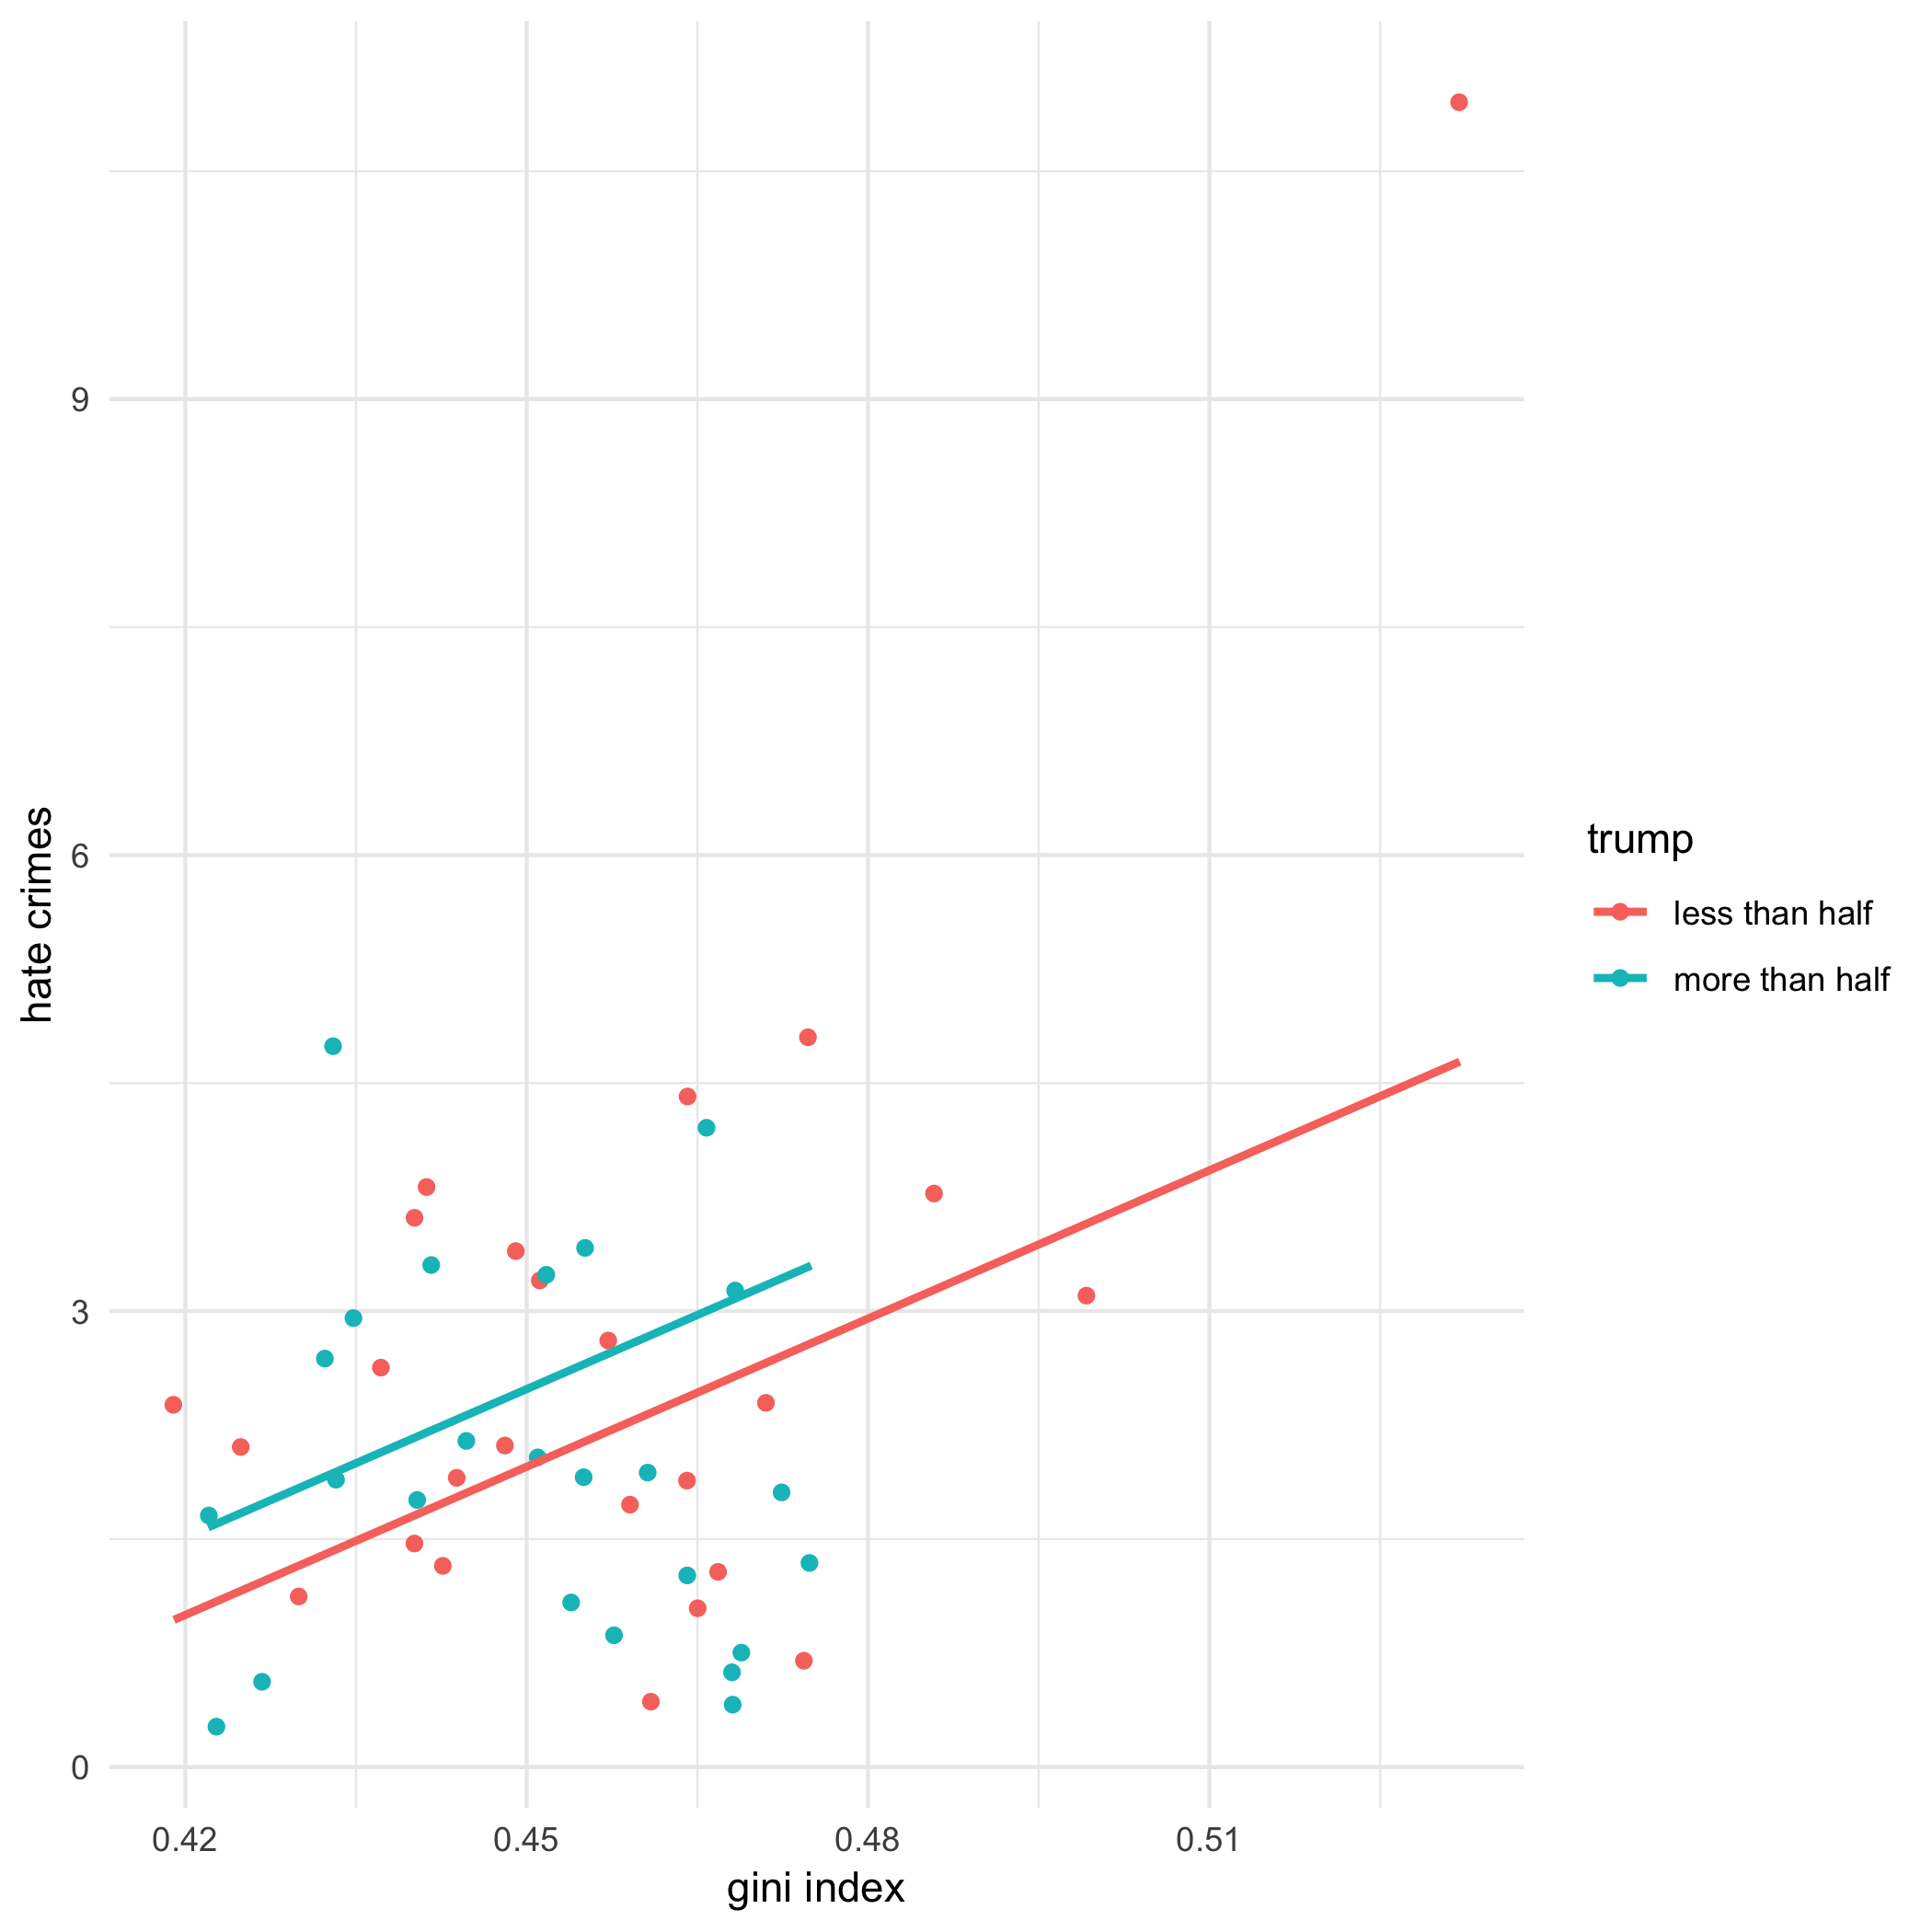 9
6
3
0
hate crimes
0.42 0.45 0.48 0.51
gini index
trump
less than half
more than half